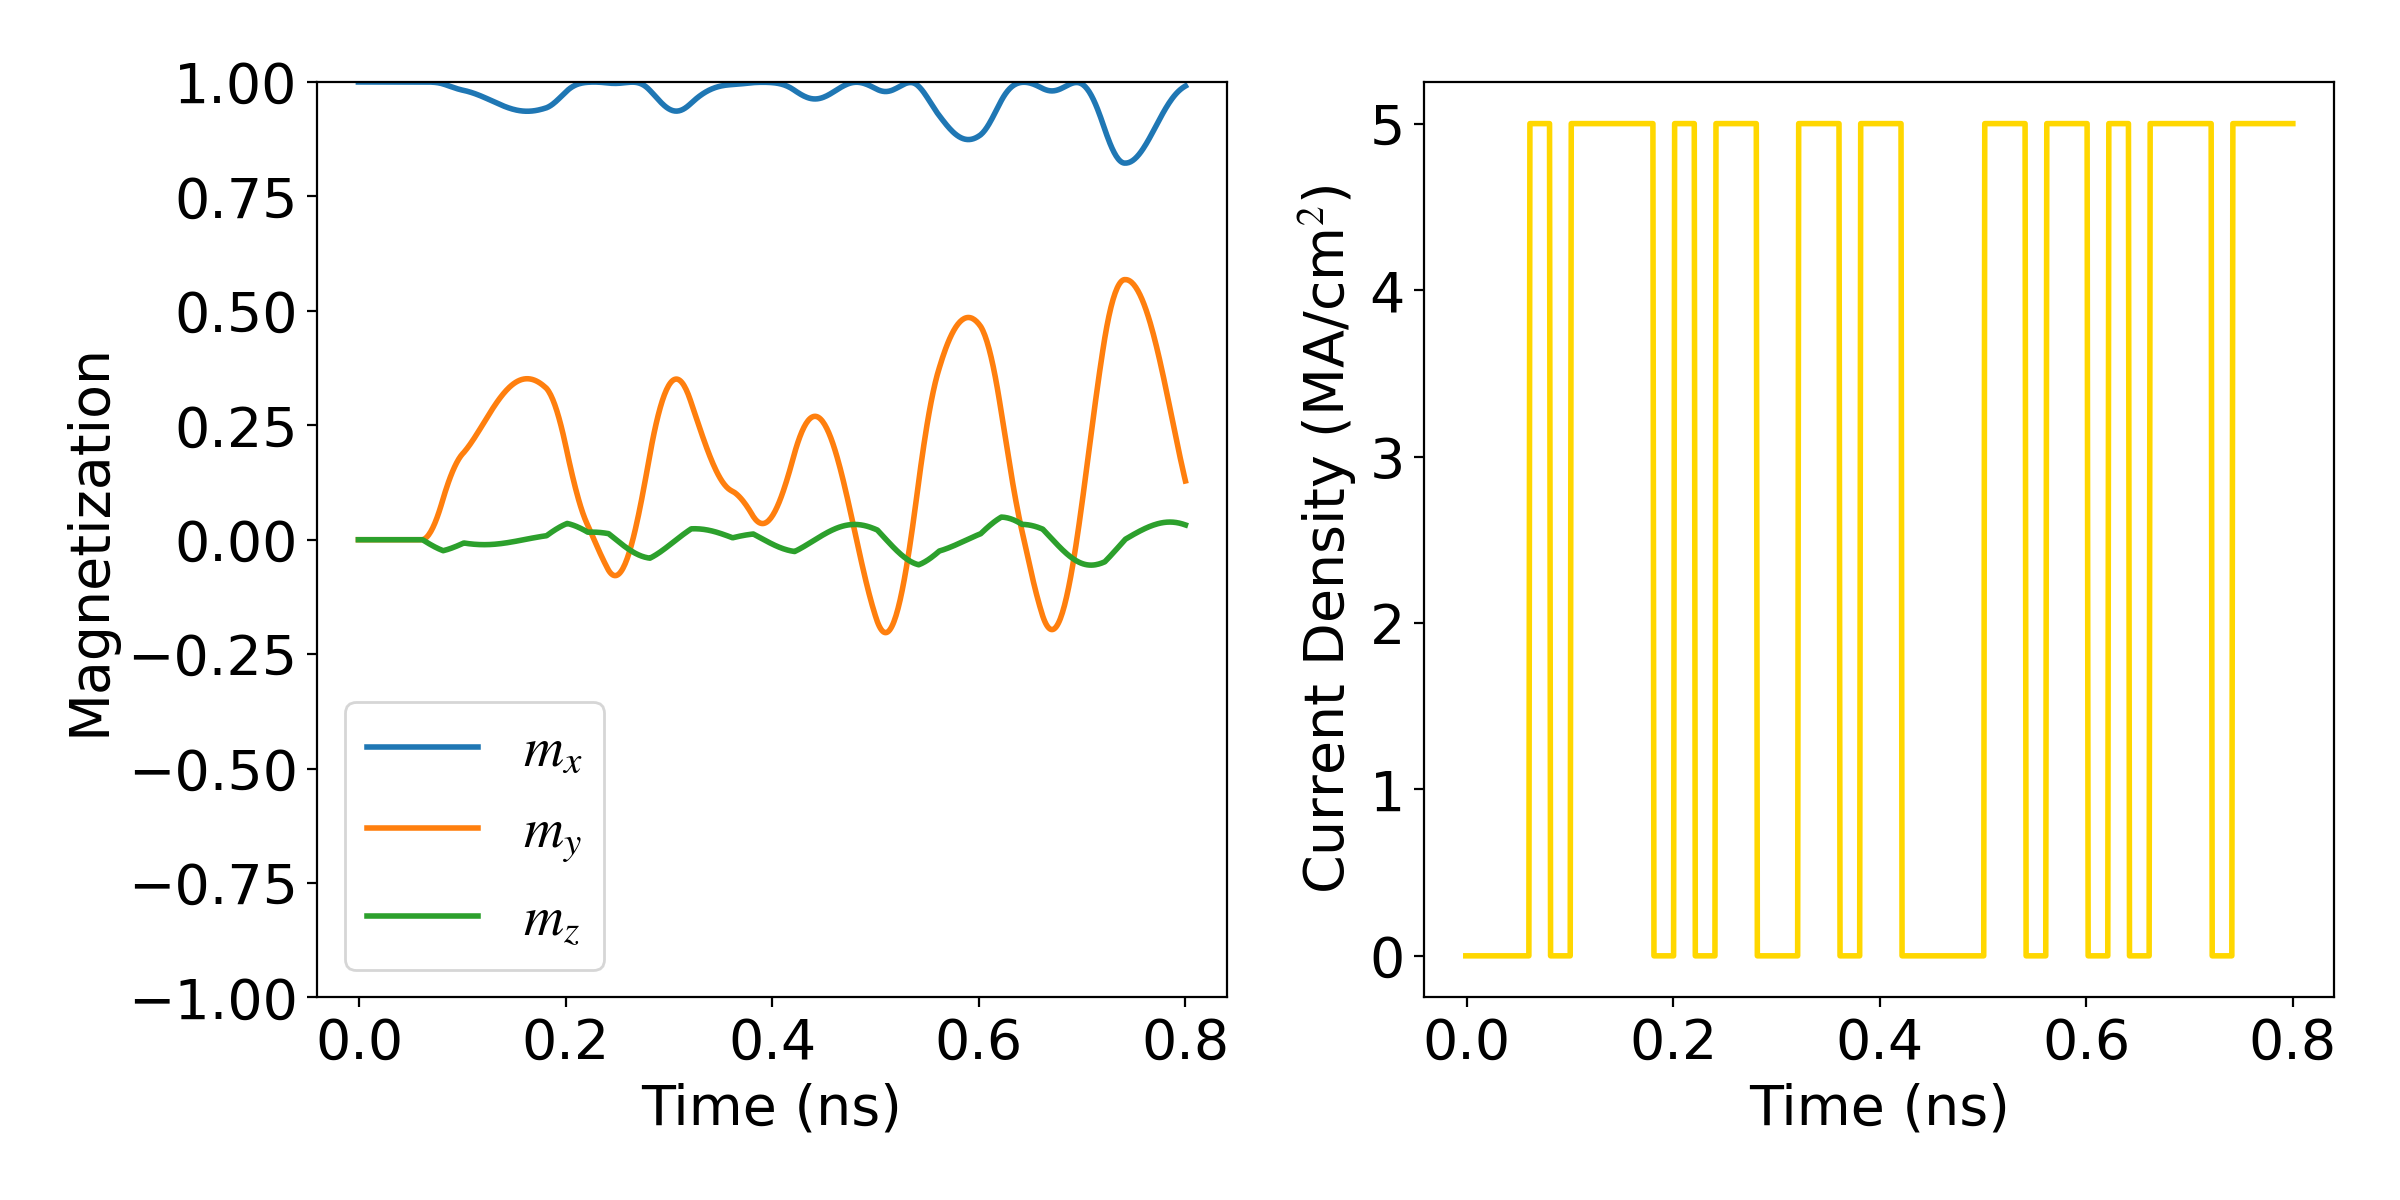 1.00
0.75
0.50
0.25
0.00
−0.25
−0.50
−0.75
−1.00
Magnetization
m_x
m_y
m_z
0.0 0.2 0.4 0.6 0.8
Time (ns)
5
4
3
2
1
0
Current Density (MA/cm²)
0.0 0.2 0.4 0.6 0.8
Time (ns)